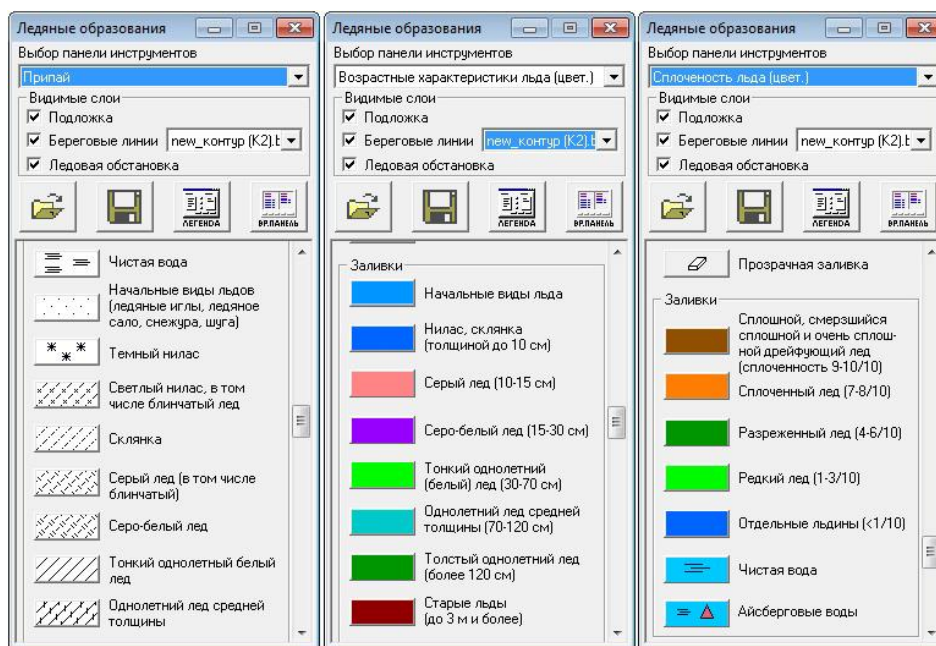 Ледяные образования
Выбор панели инструментов
Припай
Видимые слои
Подложка
Береговые линии new_контур (K2).t
Ледовая обстановка
ЛЕГЕНДА
ВР.ПАНЕЛЬ
Чистая вода
Начальные виды льдов
(ледяные иглы, ледяное
сало, снежура, шуга)
Темный нилас
Светлый нилас, в том
числе блинчатый лед
Склянка
Серый лед (в том числе
блинчатый)
Серо-белый лед
Тонкий однолетный белый
лед
Однолетний лед средней
толщины
Ледяные образования
Выбор панели инструментов
Возрастные характеристики льда (цвет.)
Видимые слои
Подложка
Береговые линии new_контур (K2).t
Ледовая обстановка
ЛЕГЕНДА
ВР.ПАНЕЛЬ
Заливки
Начальные виды льда
Нилас, склянка
(толщиной до 10 см)
Серый лед (10-15 см)
Серо-белый лед (15-30 см)
Тонкий однолетний
(белый) лед (30-70 см)
Однолетний лед средней
толщины (70-120 см)
Толстый однолетний лед
(более 120 см)
Старые льды
(до 3 м и более)
Ледяные образования
Выбор панели инструментов
Сплоченость льда (цвет.)
Видимые слои
Подложка
Береговые линии new_контур (K2).t
Ледовая обстановка
ЛЕГЕНДА
ВР.ПАНЕЛЬ
Прозрачная заливка
Заливки
Сплошной, смерзшийся
сплошной и очень сплош-
ной дрейфующий лед
(сплоченность 9-10/10)
Сплоченный лед (7-8/10)
Разреженный лед (4-6/10)
Редкий лед (1-3/10)
Отдельные льдины (<1/10)
Чистая вода
Айсберговые воды